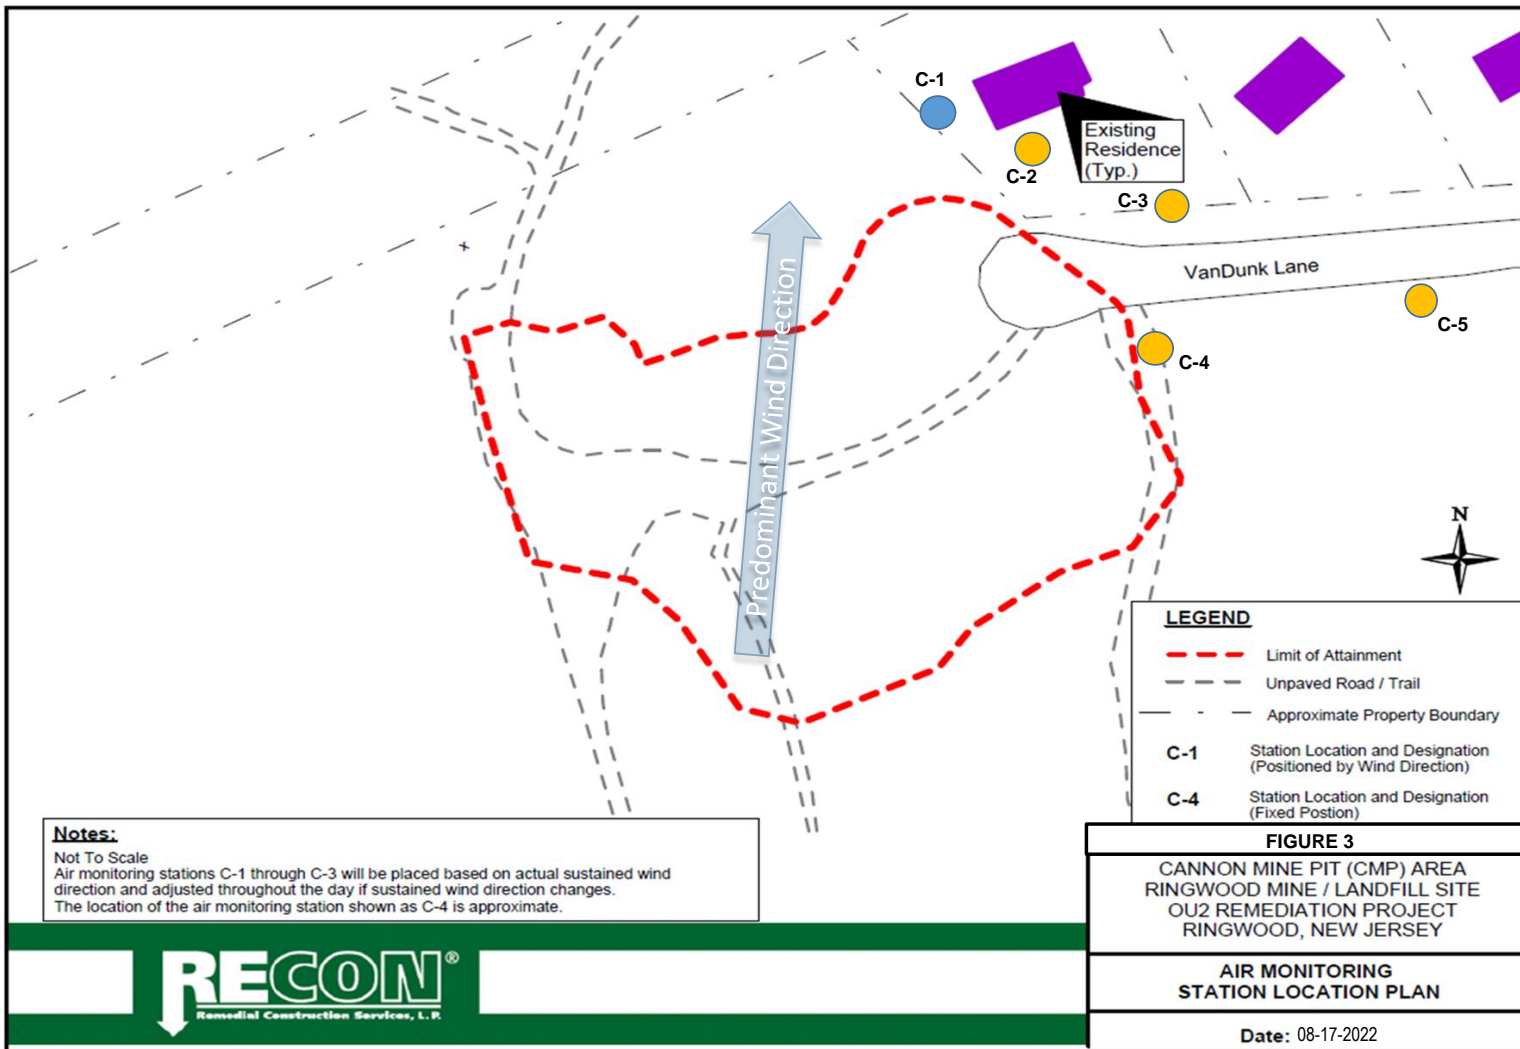 C-1
Existing
Residence
(Typ.)
C-2
C-3
VanDunk Lane
C-5
C-4
Predominant Wind Direction
N
LEGEND
Limit of Attainment
Unpaved Road / Trail
Approximate Property Boundary
C-1 Station Location and Designation
(Positioned by Wind Direction)
C-4 Station Location and Designation
(Fixed Postion)
Notes:
Not To Scale
Air monitoring stations C-1 through C-3 will be placed based on actual sustained wind
direction and adjusted throughout the day if sustained wind direction changes.
The location of the air monitoring station shown as C-4 is approximate.
FIGURE 3
CANNON MINE PIT (CMP) AREA
RINGWOOD MINE / LANDFILL SITE
OU2 REMEDIATION PROJECT
RINGWOOD, NEW JERSEY
AIR MONITORING
STATION LOCATION PLAN
Date: 08-17-2022
RECON®
Remedial Construction Services, L.P.